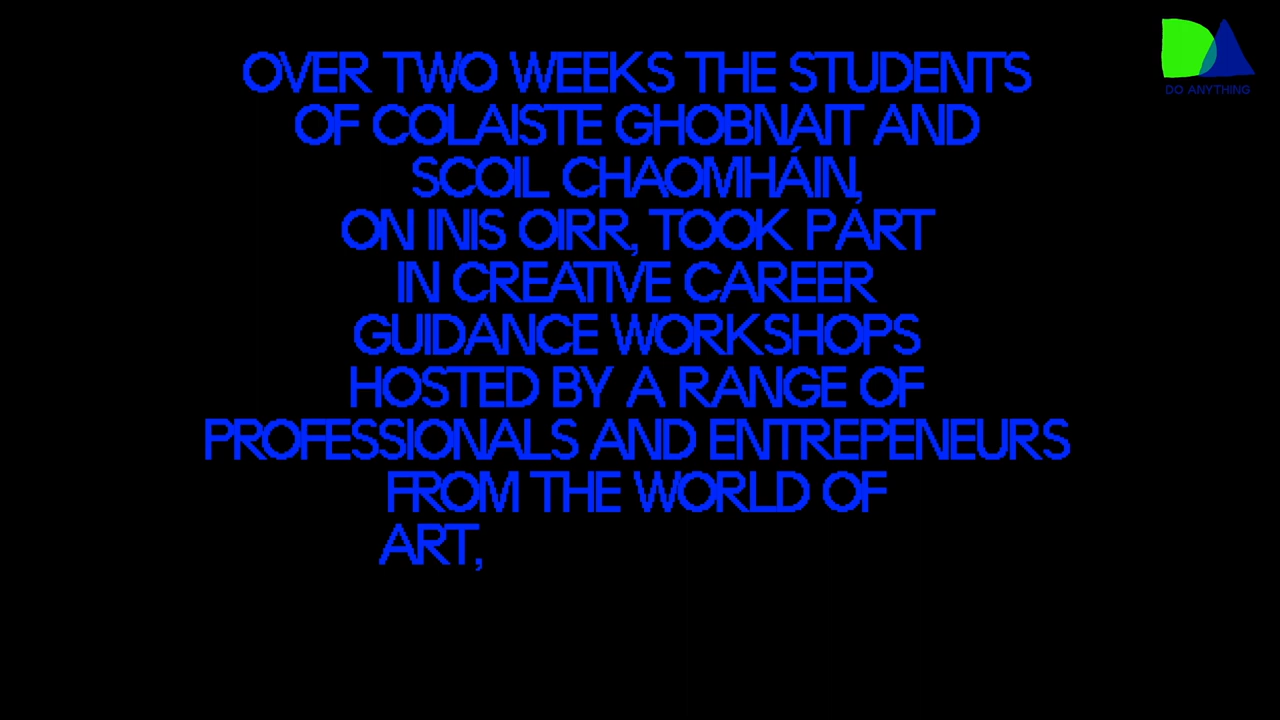 OVER TWO WEEKS THE STUDENTS
OF COLAISTE GHOBNAIT AND
SCOIL CHAOMHÁIN,
ON INIS OIRR, TOOK PART
IN CREATIVE CAREER
GUIDANCE WORKSHOPS
HOSTED BY A RANGE OF
PROFESSIONALS AND ENTREPENEURS
FROM THE WORLD OF
ART,
DA
DO ANYTHING